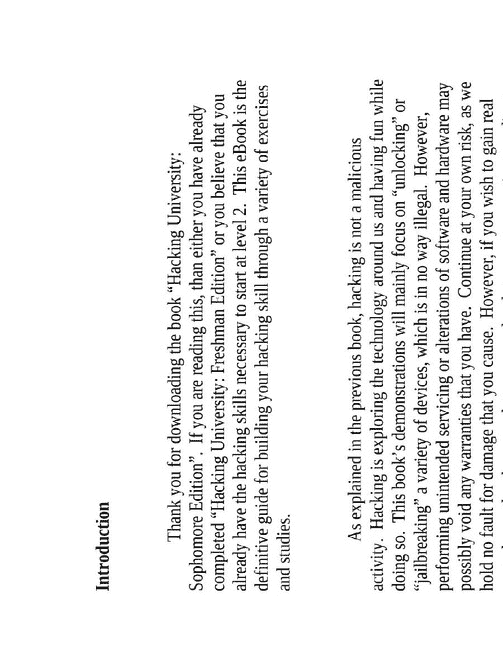 Introduction
Thank you for downloading the book “Hacking University:
Sophomore Edition”.  If you are reading this, than either you have already
completed “Hacking University: Freshman Edition” or you believe that you
already have the hacking skills necessary to start at level 2.  This eBook is the
definitive guide for building your hacking skill through a variety of exercises
and studies.
As explained in the previous book, hacking is not a malicious
activity.  Hacking is exploring the technology around us and having fun while
doing so.  This book’s demonstrations will mainly focus on “unlocking” or
“jailbreaking” a variety of devices, which is in no way illegal.  However,
performing unintended servicing or alterations of software and hardware may
possibly void any warranties that you have.  Continue at your own risk, as we
hold no fault for damage that you cause.  However, if you wish to gain real